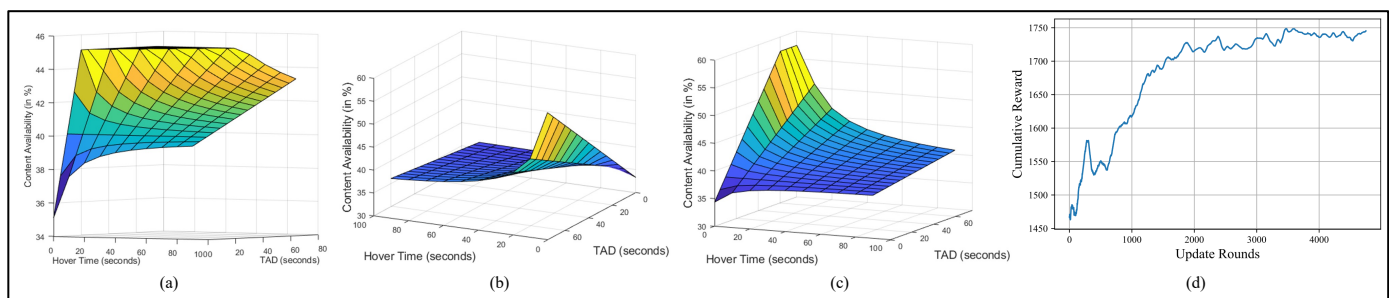 46
44
42
40
38
36
34
Content Availability (in %)
0 20 40 60 80 1000 20 40 60 80
Hover Time (seconds) TAD (seconds)
(a)
60
55
50
45
40
35
30
Content Availability (in %)
100 80 60 40 20 0
60 40 20 0
Hover Time (seconds) TAD (seconds)
(b)
60
55
50
45
40
35
30
Content Availability (in %)
0 20 40 60 80 100
0 20 40 60
Hover Time (seconds) TAD (seconds)
(c)
1750
1700
1650
1600
1550
1500
1450
Cumulative Reward
0 1000 2000 3000 4000
Update Rounds
(d)